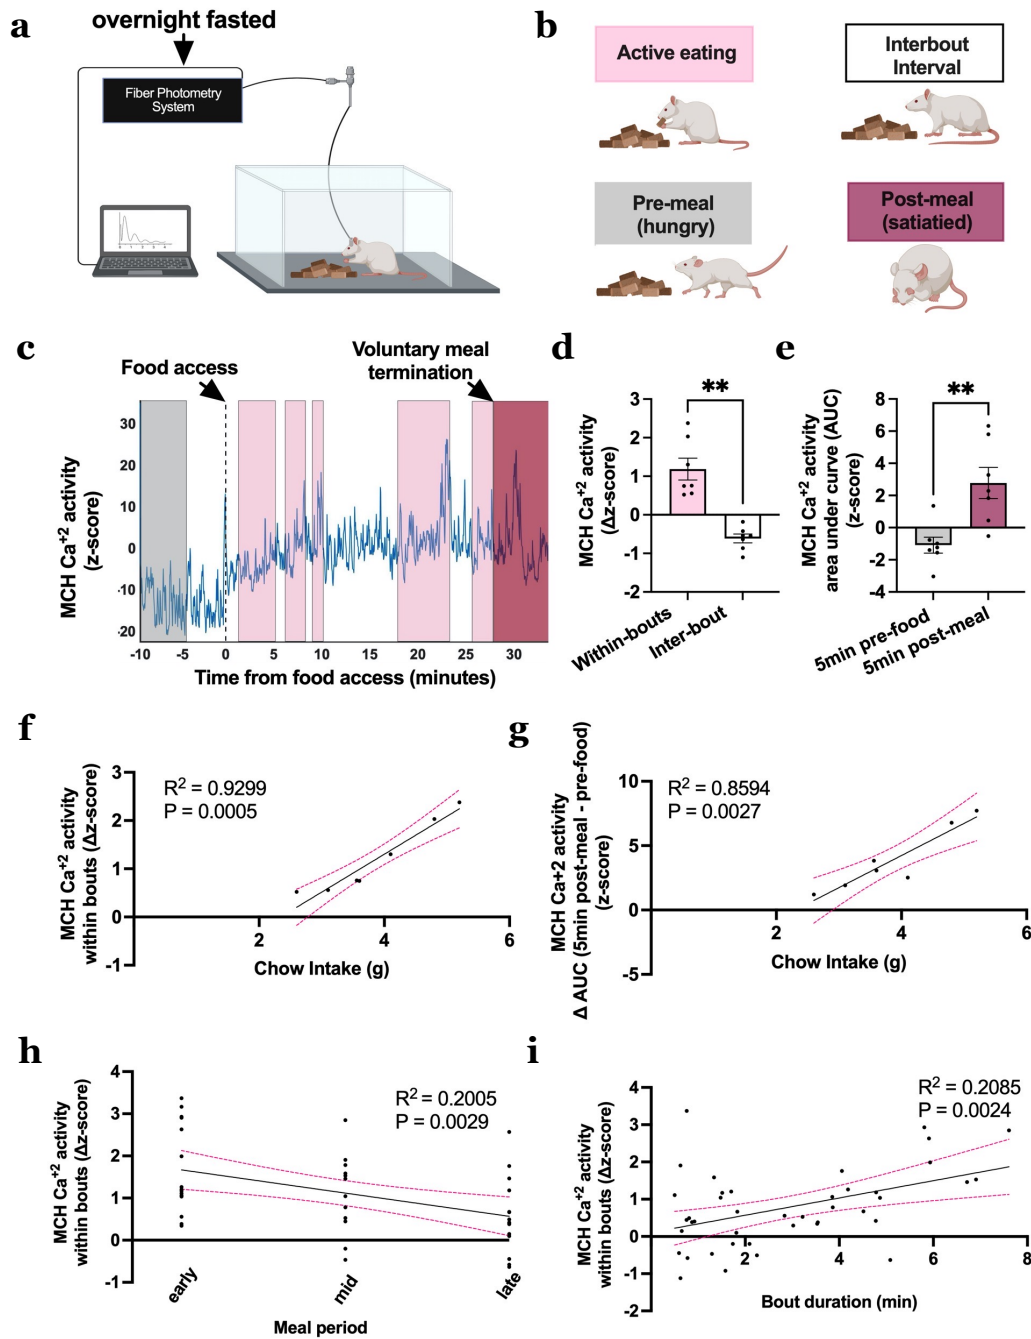 a
overnight fasted
Fiber Photometry
System
0 1 2 3 4
b
Active eating
Interbout
Interval
Pre-meal
(hungry)
Post-meal
(satiatied)
c
Food access
Voluntary meal
termination
MCH Ca+2 activity
(z-score)
30
20
10
0
-10
-20
-10 -5 0 5 10 15 20 25 30
Time from food access (minutes)
d
**
MCH Ca+2 activity
(Δz-score)
3
2
1
0
-1
-2
Within-bouts
Inter-bout
e
**
MCH Ca+2 activity
area under curve (AUC)
(z-score)
8
6
4
2
0
-2
-4
5min pre-food
5min post-meal
f
R2 = 0.9299
P = 0.0005
MCH Ca+2 activity
within bouts (Δz-score)
3
2
1
0
-1
2 4 6
Chow Intake (g)
g
R2 = 0.8594
P = 0.0027
MCH Ca+2 activity
Δ AUC (5min post-meal - pre-food)
(z-score)
10
5
0
-5
2 4 6
Chow Intake (g)
h
R2 = 0.2005
P = 0.0029
MCH Ca+2 activity
within bouts (Δz-score)
4
3
2
1
0
-1
early
mid
late
Meal period
i
R2 = 0.2085
P = 0.0024
MCH Ca+2 activity
within bouts (Δz-score)
4
3
2
1
0
-1
-2
2 4 6 8
Bout duration (min)